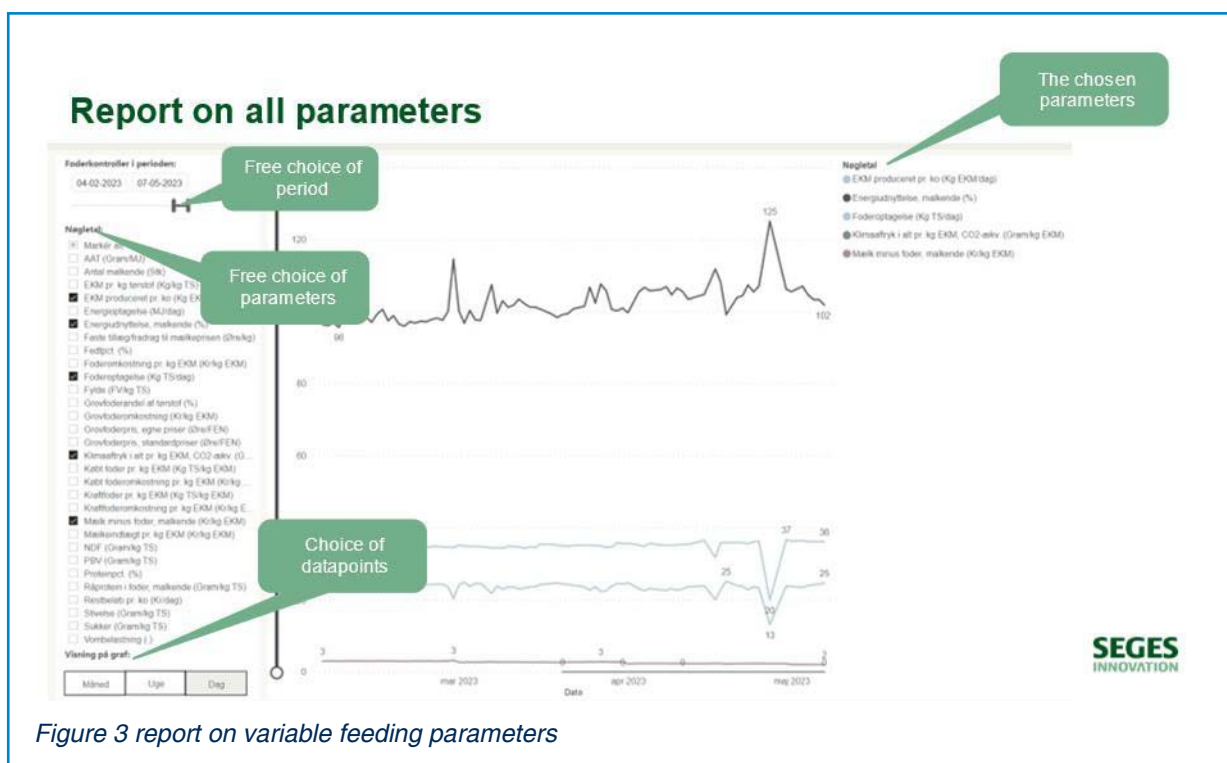 The chosen
parameters
Report on all parameters
Foderkontroller i perioden:
04-02-2023 07-05-2023
Free choice of
period
Nøgletal:
Markér
AAT (Gram/MJ)
Antal malkende (Stk)
EKM pr. kg tørstof (Kg/kg TS)
EKM produceret pr. ko (Kg
Energioptagelse (MJ/dag)
Energiudnyttelse, malkende (%)
Faste tillæg/fradrag til mælkeprisen (Øre/kg)
Fedtpct. (%)
Foderomkostning pr. kg EKM (Kr/kg EKM)
Foderoptagelse (Kg TS/dag)
Fylde (FV/kg TS)
Grovfoderandel af tørstof (%)
Grovfoderomkostning (Kr/kg EKM)
Grovfoderpris, egne priser (Øre/FEN)
Grovfoderpris, standardpriser (Øre/FEN)
Klimaaftryk i alt pr. kg EKM, CO2-ækv. (G...
Købt foder pr. kg EKM (Kg TS/kg EKM)
Købt foderomkostning pr. kg EKM (Kr/kg ...
Kraftfoder pr. kg EKM (Kg TS/kg EKM)
Kraftfoderomkostning pr. kg EKM (Kr/kg E...
Mælk minus foder, malkende (Kr/kg EKM)
Mælkeindtægt pr. kg EKM (Kr/kg EKM)
NDF (Gram/kg TS)
PBV (Gram/kg TS)
Proteinpct. (%)
Råprotein i foder, malkende (Gram/kg TS)
Restbeløb pr. ko (Kr/dag)
Stivelse (Gram/kg TS)
Sukker (Gram/kg TS)
Vombelastning ( )
Free choice of
parameters
Choice of
datapoints
Visning på graf:
Måned Uge Dag
120
80
60
0
96
125
102
37 36
25 25
20
13
3 3 3 2
0 0 0 0
mar 2023 apr 2023 maj 2023
Dato
Nøgletal
EKM produceret pr. ko (Kg EKM/dag)
Energiudnyttelse, malkende (%)
Foderoptagelse (Kg TS/dag)
Klimaaftryk i alt pr. kg EKM, CO2-ækv. (Gram/kg EKM)
Mælk minus foder, malkende (Kr/kg EKM)
SEGES
INNOVATION
Figure 3 report on variable feeding parameters